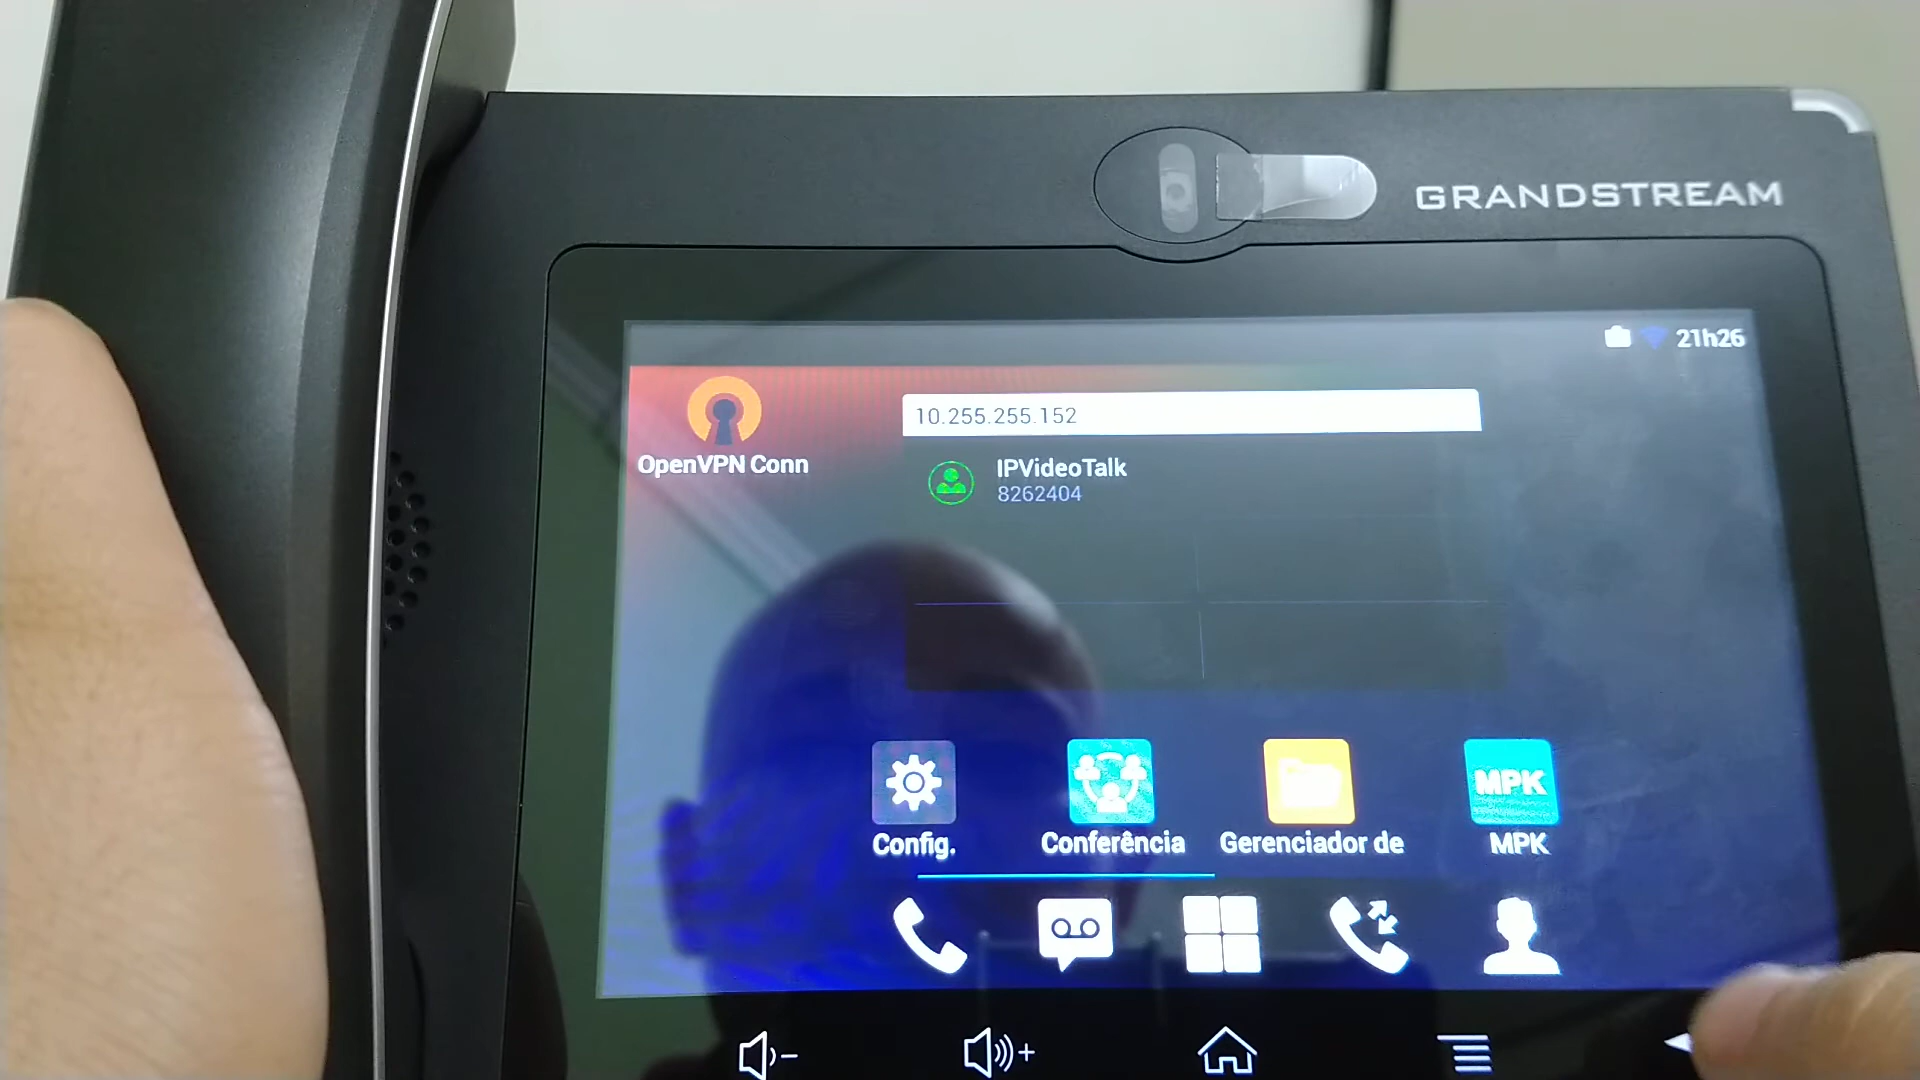 GRANDSTREAM
21h26
10.255.255.152
OpenVPN Conn
IPVideoTalk
8262404
MPK
Config.
Conferência
Gerenciador de
MPK